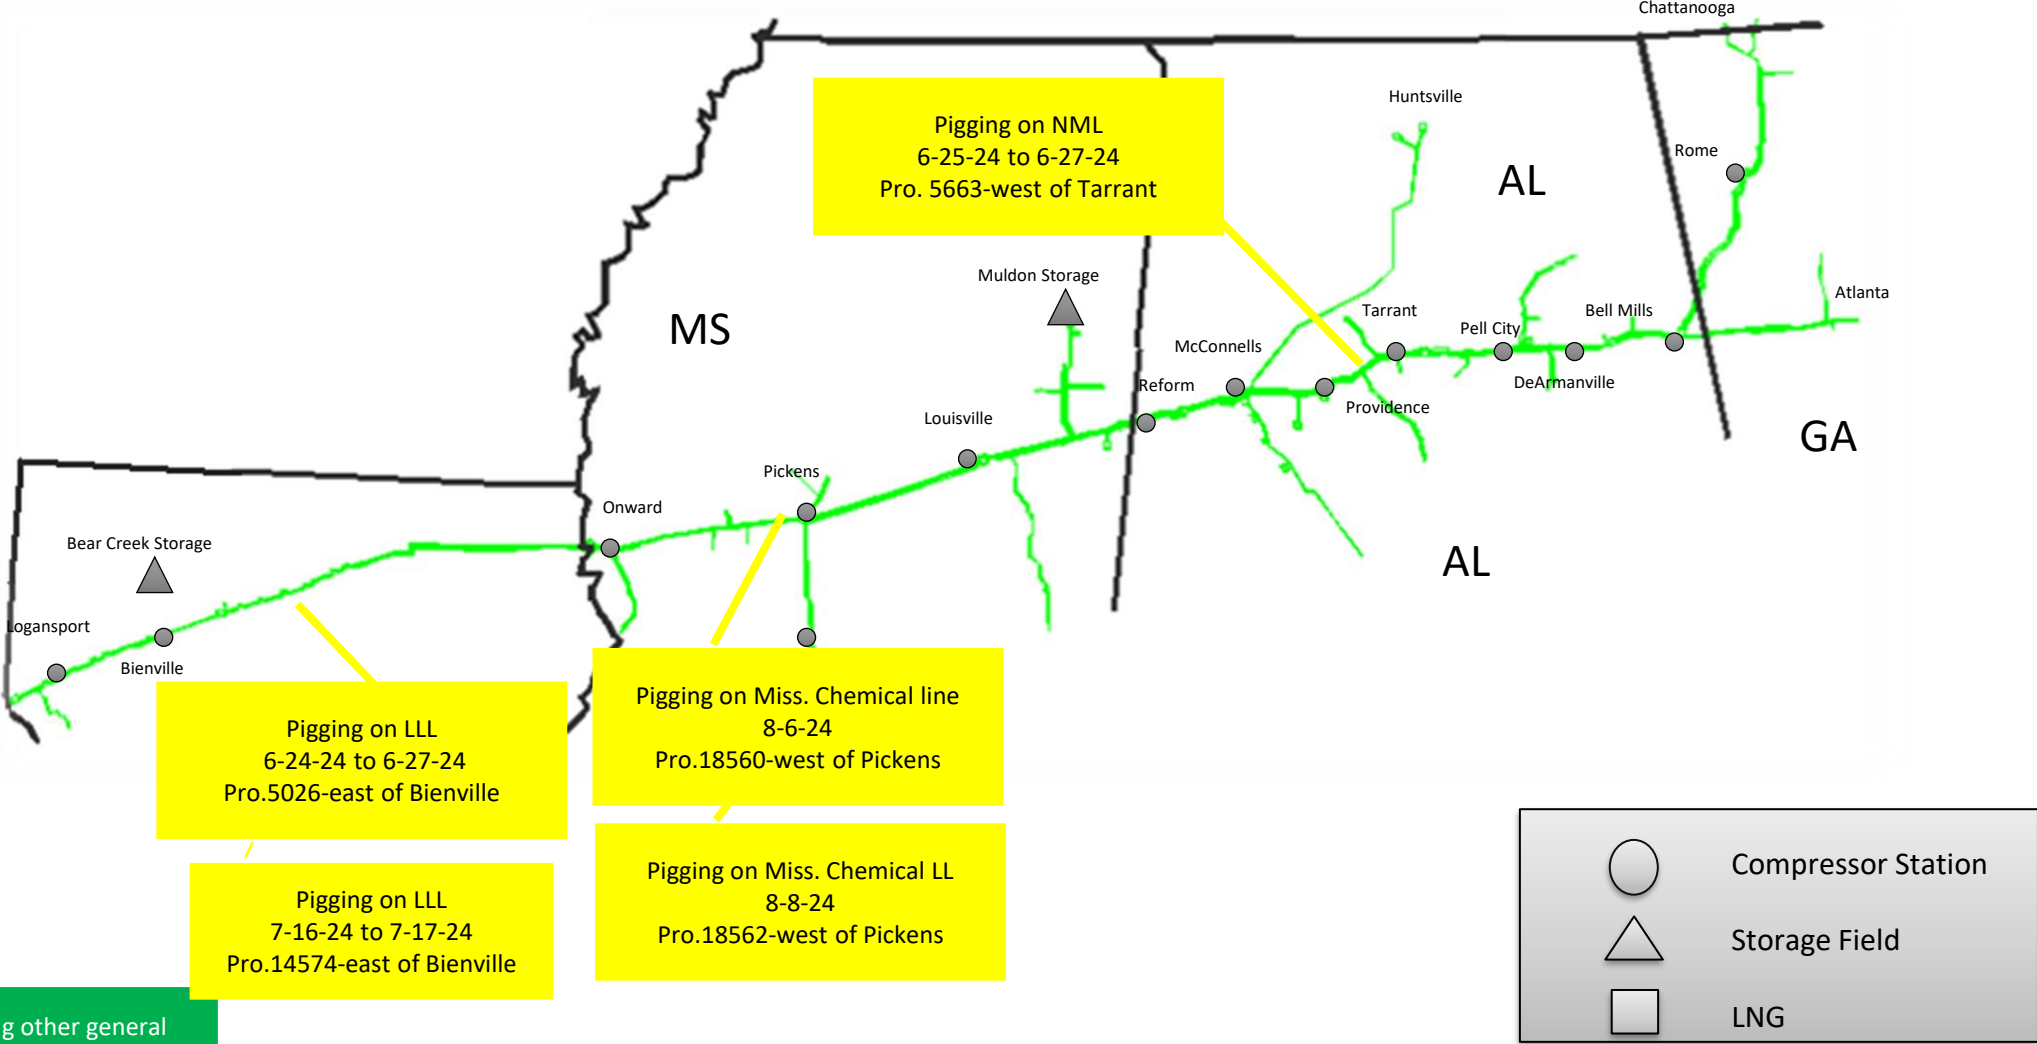 Chattanooga
Huntsville
Pigging on NML
6-25-24 to 6-27-24
Pro. 5663-west of Tarrant
Rome
AL
Muldon Storage
MS
Tarrant
Bell Mills
Atlanta
Pell City
McConnells
Reform
DeArmanville
Providence
Louisville
GA
Pickens
Onward
Bear Creek Storage
AL
Logansport
Bienville
Pigging on LLL
6-24-24 to 6-27-24
Pro.5026-east of Bienville
Pigging on Miss. Chemical line
8-6-24
Pro.18560-west of Pickens
Pigging on LLL
7-16-24 to 7-17-24
Pro.14574-east of Bienville
Pigging on Miss. Chemical LL
8-8-24
Pro.18562-west of Pickens
Compressor Station
Storage Field
LNG
g other general